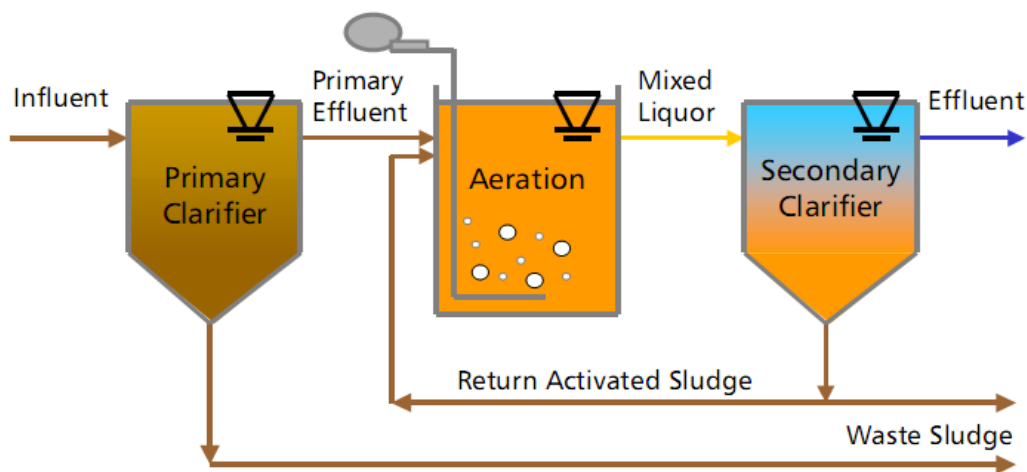 Influent
Primary
Effluent
Mixed
Liquor
Effluent
Primary
Clarifier
Aeration
Secondary
Clarifier
Return Activated Sludge
Waste Sludge